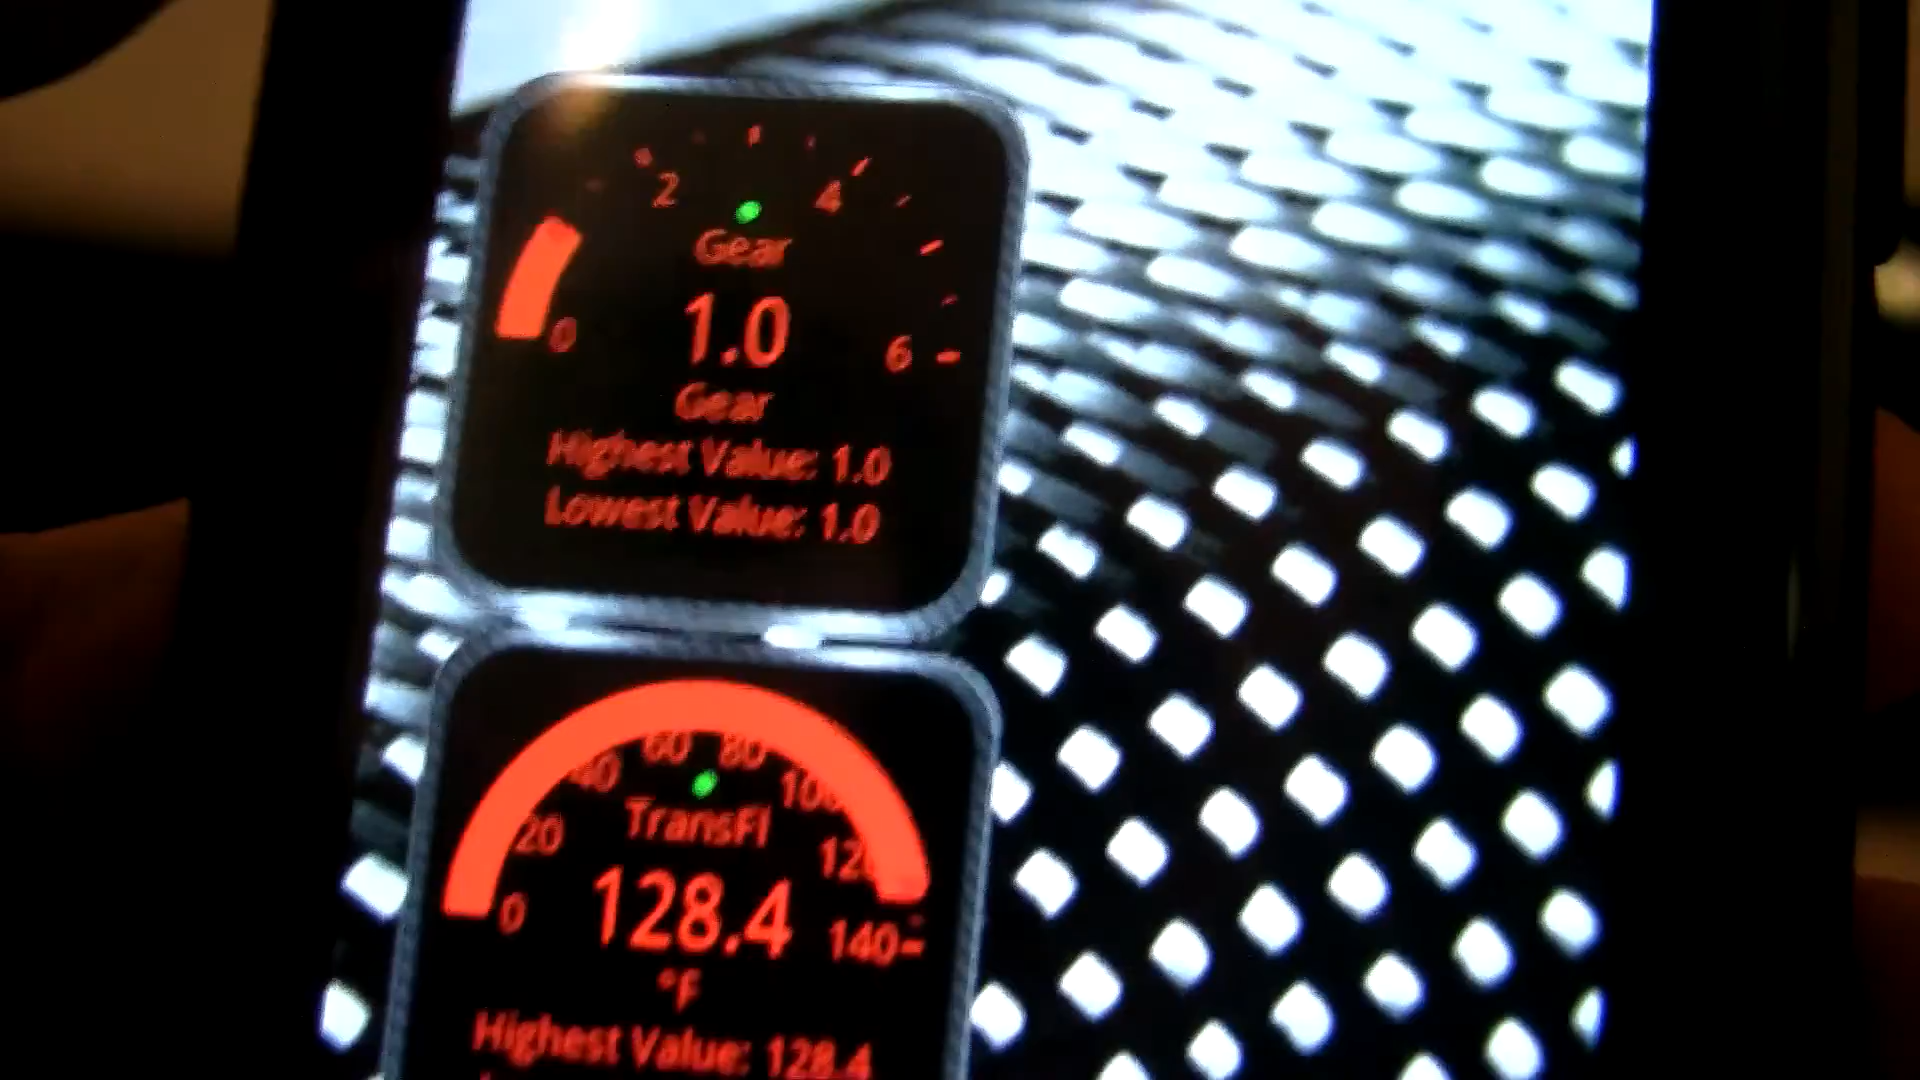 2 4
Gear
0 1.0 6
Gear
Highest Value: 1.0
Lowest Value: 1.0
60 80
40 100
TransFl
20 120
0 128.4 140
°F
Highest Value: 128.4